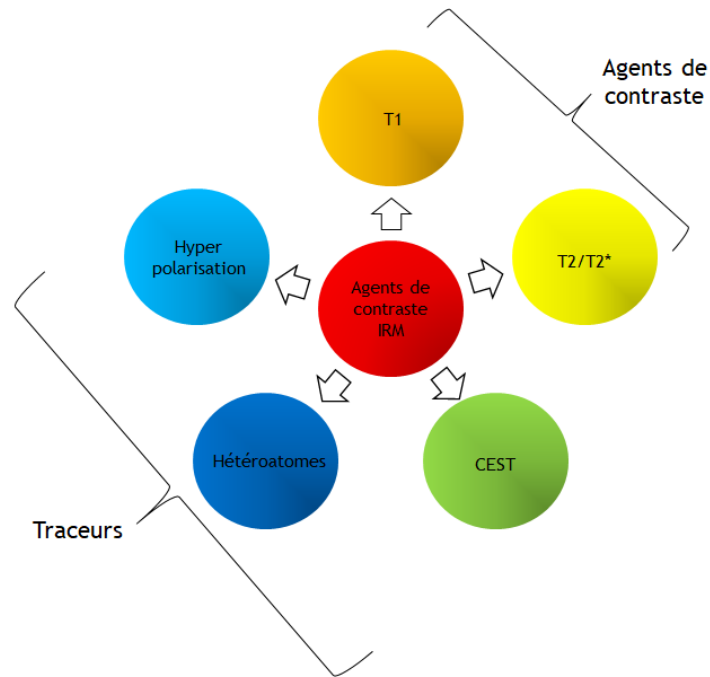 Agents de
contraste
T1
Hyper
polarisation
T2/T2*
Agents de
contraste
IRM
Hétéroatomes
CEST
Traceurs